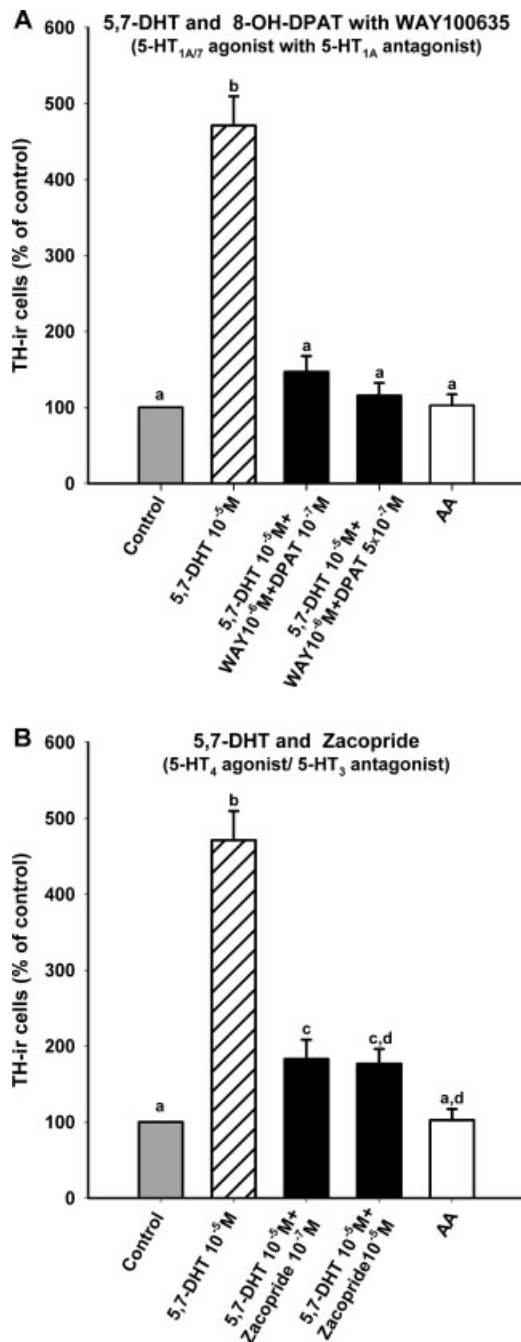 A
5,7-DHT and 8-OH-DPAT with WAY100635
(5-HT1A/7 agonist with 5-HT1A antagonist)
TH-ir cells (% of control)
600
500
400
300
200
100
0
a
b
a
a
a
Control
5,7-DHT 10-5M
5,7-DHT 10-5M+
WAY10-6M+DPAT 10-7M
5,7-DHT 10-5M+
WAY10-6M+DPAT 5x10-7M
AA
B
5,7-DHT and Zacopride
(5-HT4 agonist/ 5-HT3 antagonist)
TH-ir cells (% of control)
600
500
400
300
200
100
0
a
b
c
c,d
a,d
Control
5,7-DHT 10-5M
5,7-DHT 10-5M+
Zacopride 10-7M
5,7-DHT 10-5M+
Zacopride10-5M
AA